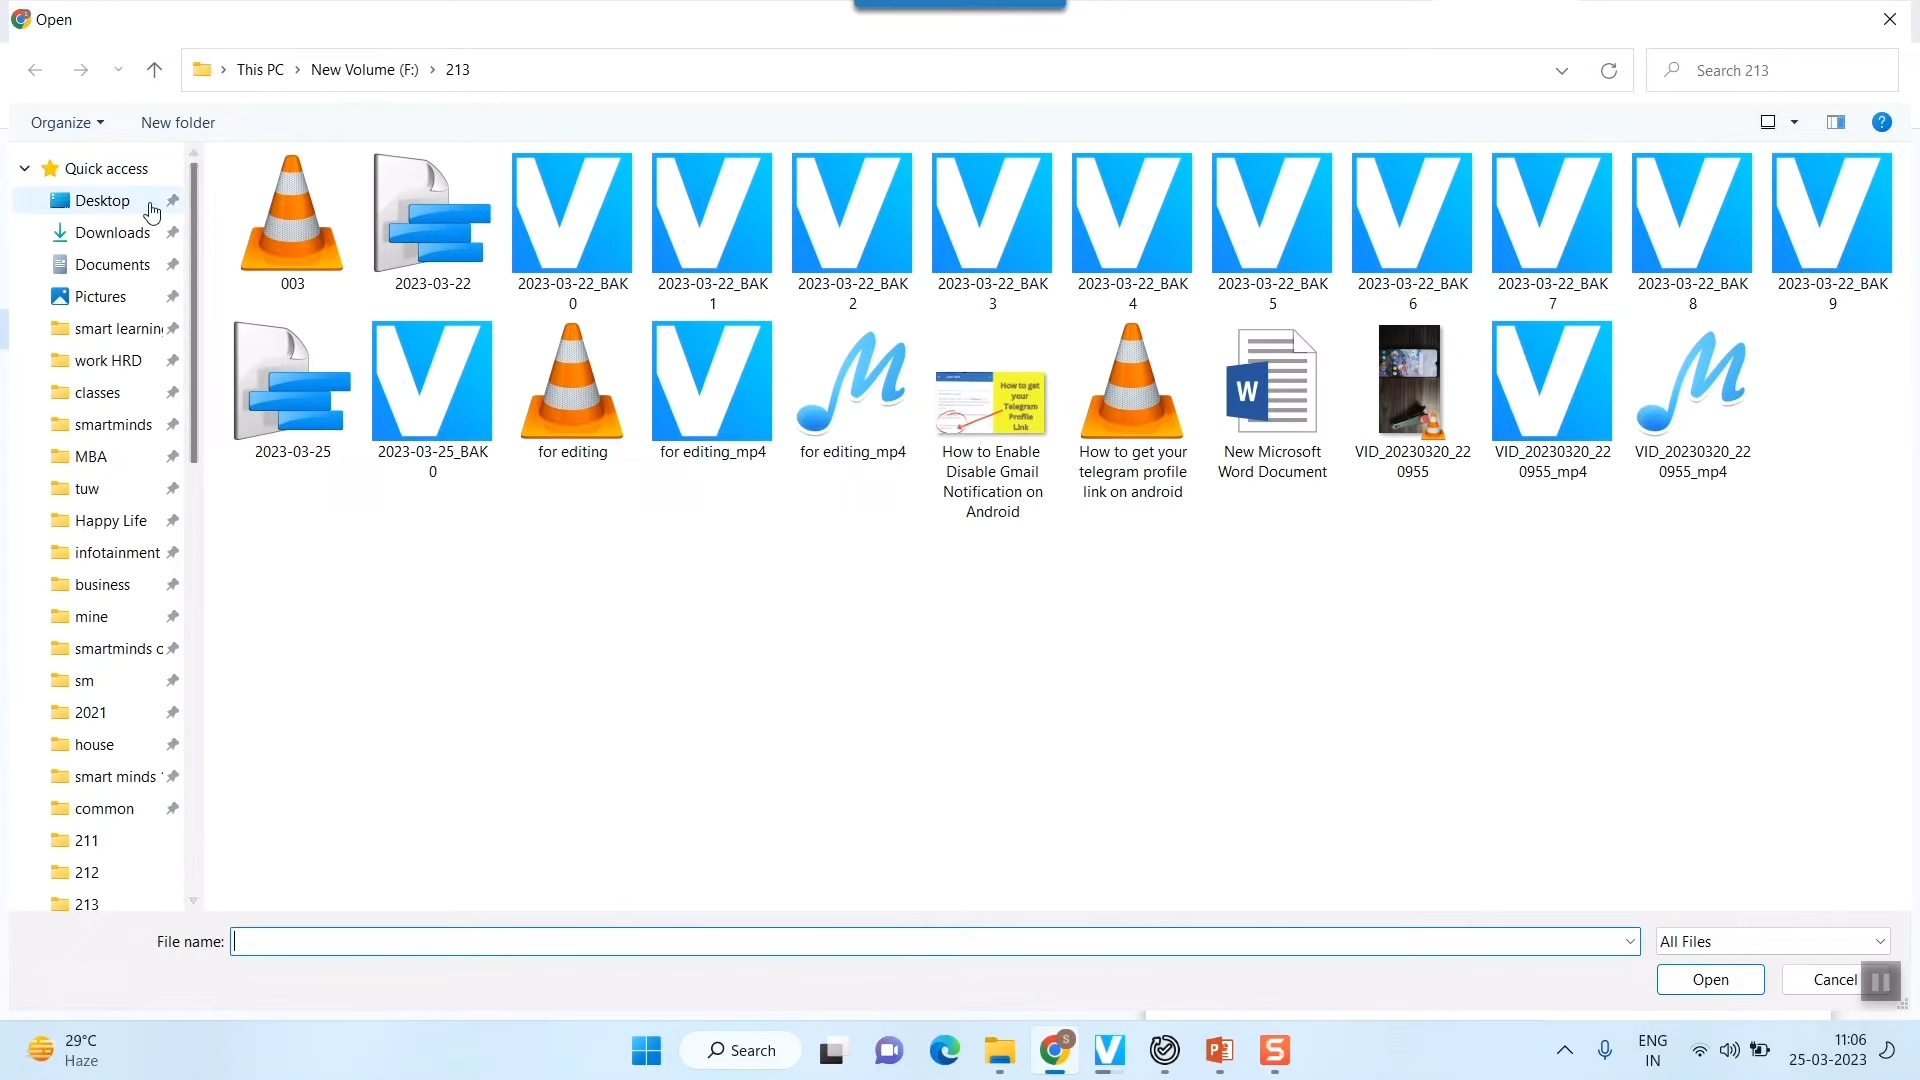 Open
This PC
New Volume (F:)
213
Search 213
Organize
New folder
Quick access
Desktop
Downloads
Documents
Pictures
smart learnin
work HRD
classes
smartminds
MBA
tuw
Happy Life
infotainment
business
mine
smartminds c
sm
2021
house
smart minds
common
211
212
213
003
2023-03-22
2023-03-22_BAK
0
2023-03-22_BAK
1
2023-03-22_BAK
2
2023-03-22_BAK
3
2023-03-22_BAK
4
2023-03-22_BAK
5
2023-03-22_BAK
6
2023-03-22_BAK
7
2023-03-22_BAK
8
2023-03-22_BAK
9
2023-03-25
2023-03-25_BAK
0
for editing
for editing_mp4
for editing_mp4
How to get
your
Telegram
Profile
Link
How to Enable
Disable Gmail
Notification on
Android
How to get your
telegram profile
link on android
W
New Microsoft
Word Document
VID_20230320_22
0955
VID_20230320_22
0955_mp4
VID_20230320_22
0955_mp4
File name:
All Files
Open
Cancel
29°C
Haze
Search
S
ENG
IN
11:06
25-03-2023